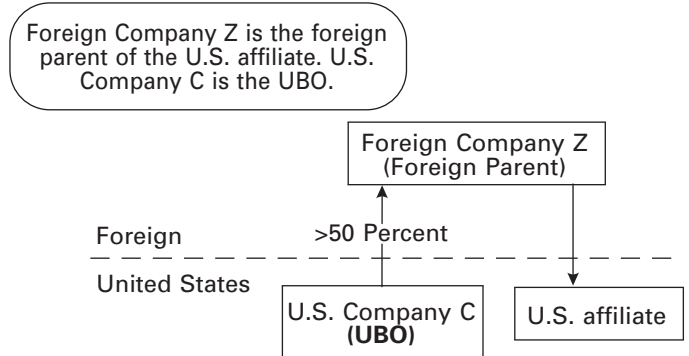 Foreign Company Z is the foreign
parent of the U.S. affiliate. U.S.
Company C is the UBO.
Foreign Company Z
(Foreign Parent)
Foreign
>50 Percent
United States
U.S. Company C
(UBO)
U.S. affiliate